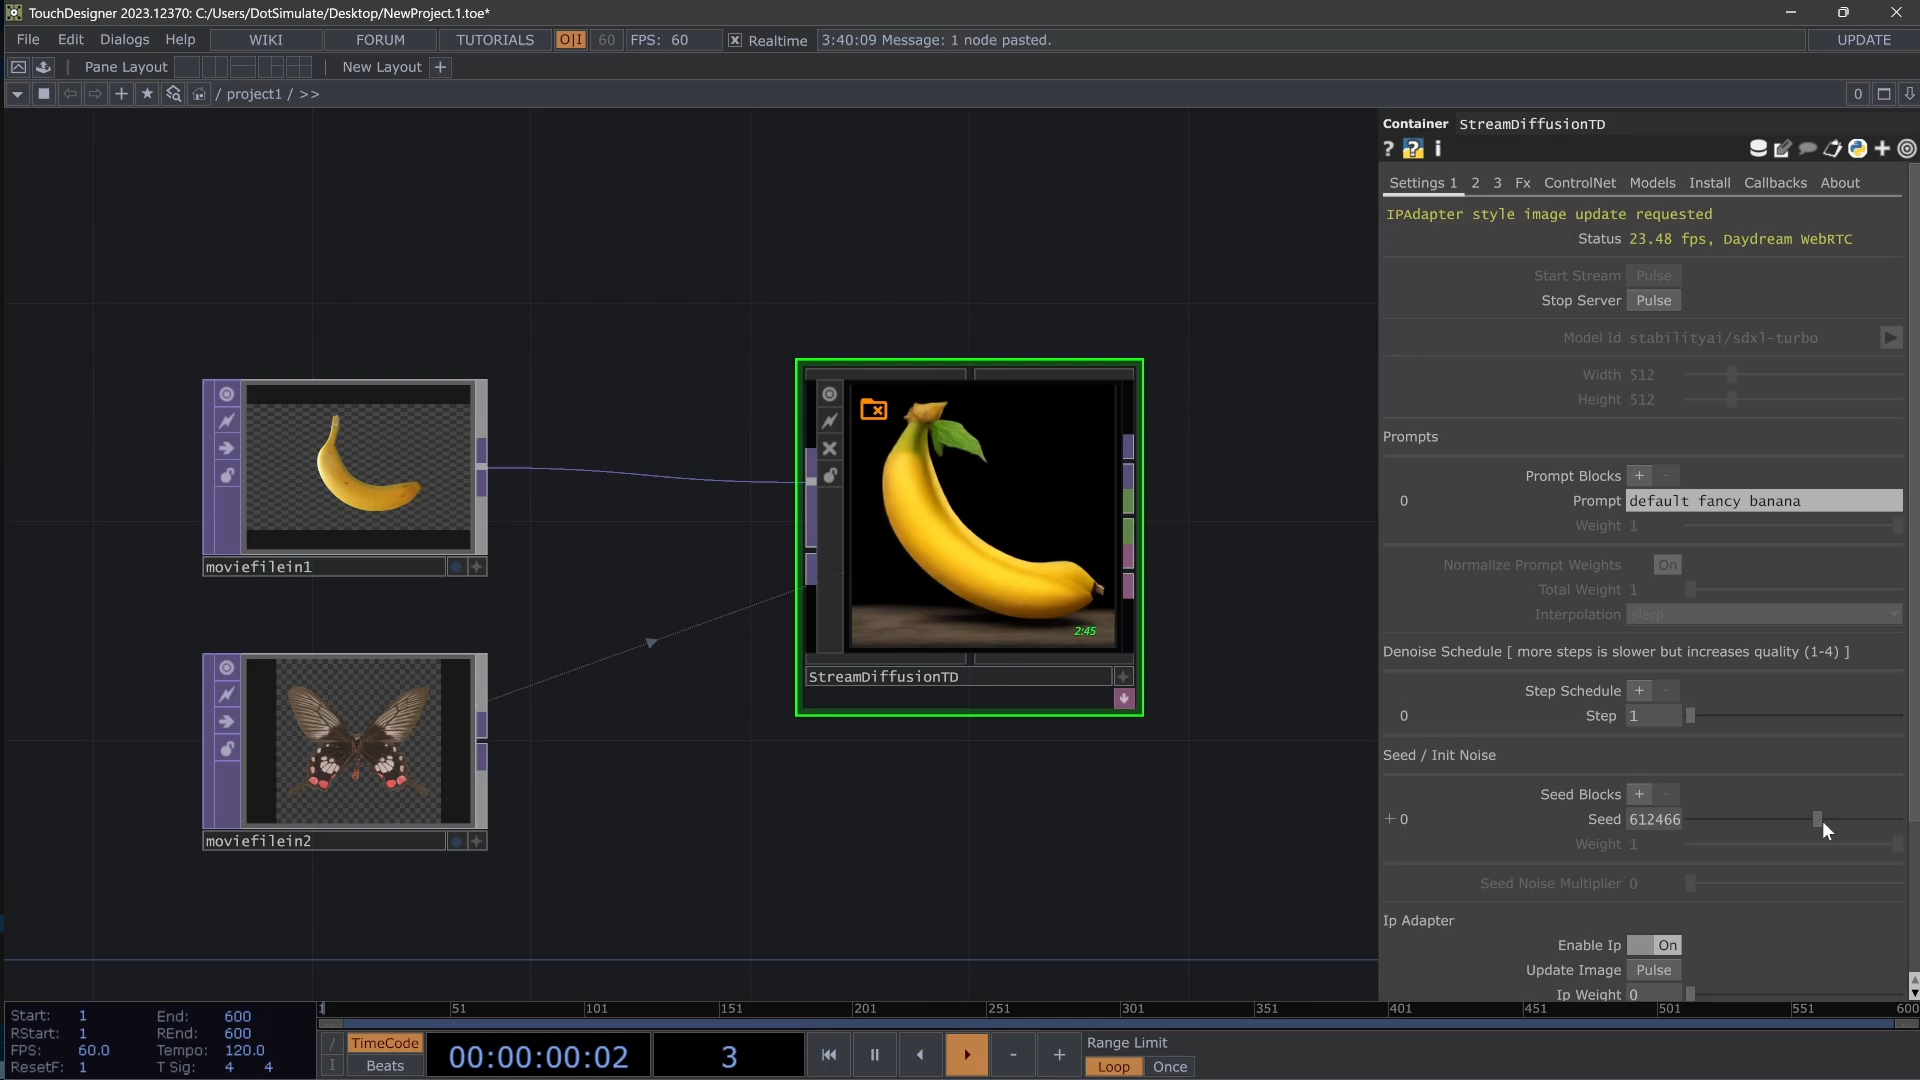 TouchDesigner 2023.12370: C:/Users/DotSimulate/Desktop/NewProject.1.toe*
File Edit Dialogs Help WIKI FORUM TUTORIALS O|I 60 FPS: 60 Realtime 3:40:09 Message: 1 node pasted. UPDATE
Pane Layout New Layout +
/ project1 / >> 0
Container StreamDiffusionTD
? ? i
Settings 1 2 3 Fx ControlNet Models Install Callbacks About
IPAdapter style image update requested
Status 23.48 fps, Daydream WebRTC
Start Stream Pulse
Stop Server Pulse
Model Id stabilityai/sdxl-turbo
Width 512
Height 512
Prompts
Prompt Blocks + -
0 Prompt default fancy banana
Weight 1
Normalize Prompt Weights On
Total Weight 1
Interpolation slerp
Denoise Schedule [ more steps is slower but increases quality (1-4) ]
Step Schedule + -
0 Step 1
Seed / Init Noise
Seed Blocks + -
+ 0 Seed 612466
Weight 1
Seed Noise Multiplier 0
Ip Adapter
Enable Ip On
Update Image Pulse
Ip Weight 0
moviefilein1
2:45
StreamDiffusionTD
moviefilein2
1 51 101 151 201 251 301 351 401 451 501 551 600
Start: 1 End: 600
RStart: 1 REnd: 600
FPS: 60.0 Tempo: 120.0
ResetF: 1 T Sig: 4 4
/ I
TimeCode
Beats
00:00:00:02
3
- +
Range Limit
Loop Once